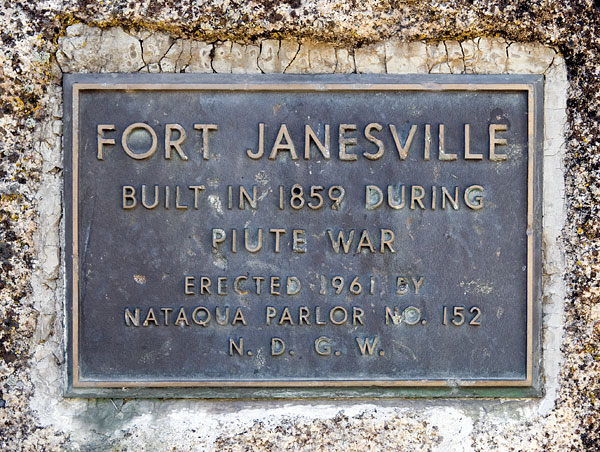 FORT JANESVILLE
BUILT IN 1859 DURING
PIUTE WAR
ERECTED 1961 BY
NATAQUA PARLOR NO. 152
N. D. G. W.